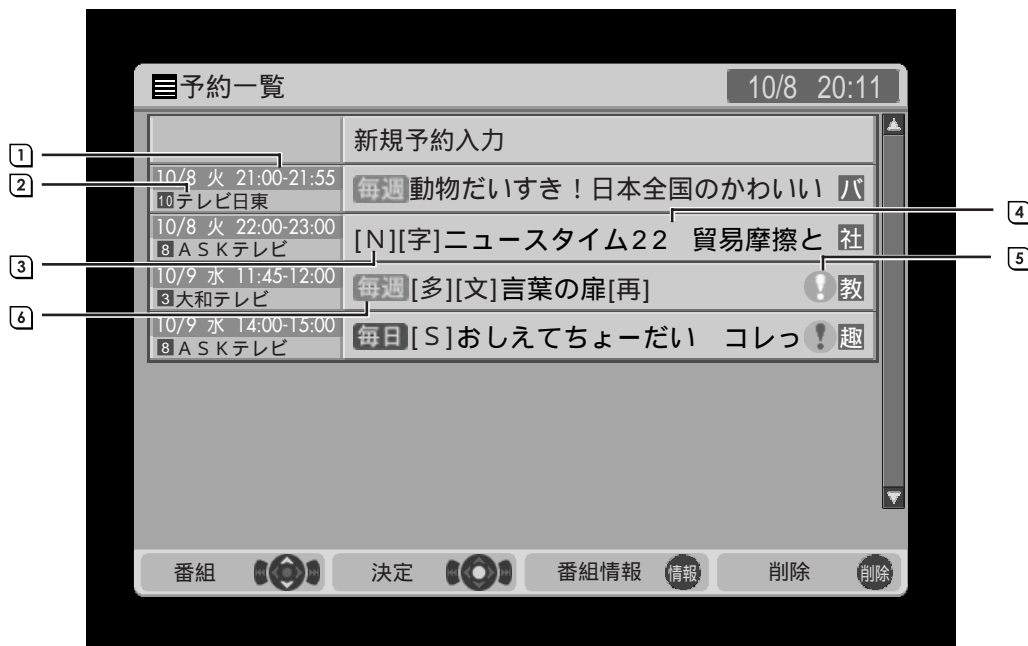 予約一覧 10/8 20:11
新規予約入力
10/8 火 21:00-21:55
10テレビ日東
毎週動物だいすき！日本全国のかわいい バ
10/8 火 22:00-23:00
8ASKテレビ
[N][字]ニュースタイム22 貿易摩擦と 社
10/9 水 11:45-12:00
3大和テレビ
毎週[多][文]言葉の扉[再] ! 教
10/9 水 14:00-15:00
8ASKテレビ
毎日[S]おしえてちょーだい コレっ ! 趣
番組 決定 番組情報 情報 削除 削除
1
2
3
6
4
5